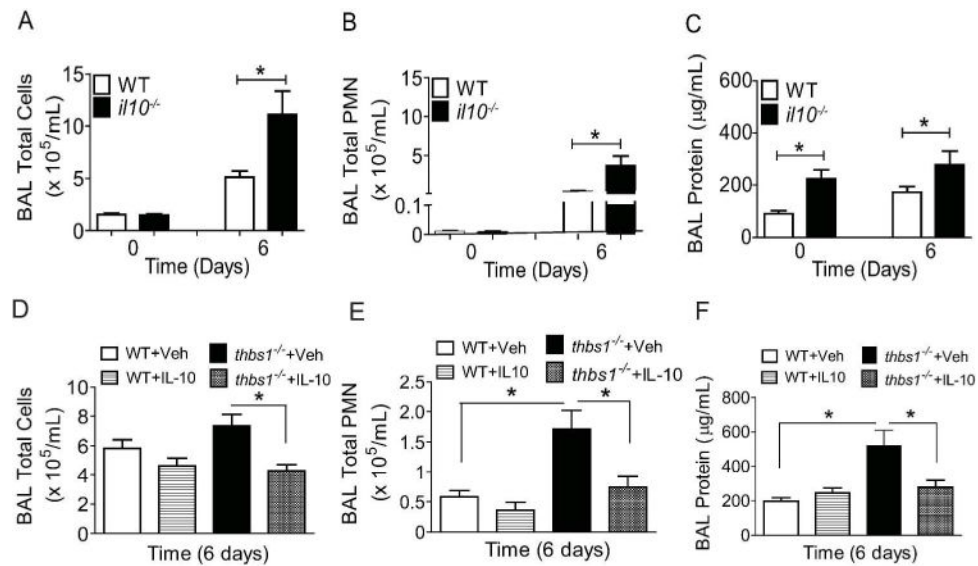 A
BAL Total Cells
(x 10⁵/mL)
15
10
5
0
WT
il10⁻/⁻
*
0
6
Time (Days)
B
BAL Total PMN
(x 10⁵/mL)
15
10
5
0.1
0.0
WT
il10⁻/⁻
*
0
6
Time (Days)
C
BAL Protein (µg/mL)
600
400
200
0
WT
il10⁻/⁻
*
*
0
6
Time (Days)
D
WT+Veh
thbs1⁻/⁻+Veh
WT+IL-10
thbs1⁻/⁻+IL-10
BAL Total Cells
(x 10⁵/mL)
10
8
6
4
2
0
*
Time (6 days)
E
WT+Veh
thbs1⁻/⁻+Veh
WT+IL10
thbs1⁻/⁻+IL-10
BAL Total PMN
(x 10⁵/mL)
2.5
2.0
1.5
1.0
0.5
0.0
*
*
Time (6 days)
F
WT+Veh
thbs1⁻/⁻+Veh
WT+IL10
thbs1⁻/⁻+IL-10
BAL Protein (µg/mL)
800
600
400
200
0
*
*
Time (6 days)